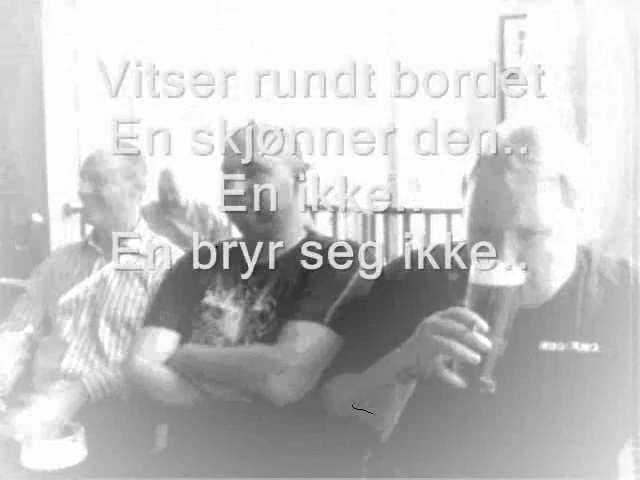 Vitser rundt bordet
En skjønner den..
En ikke..
En bryr seg ikke...